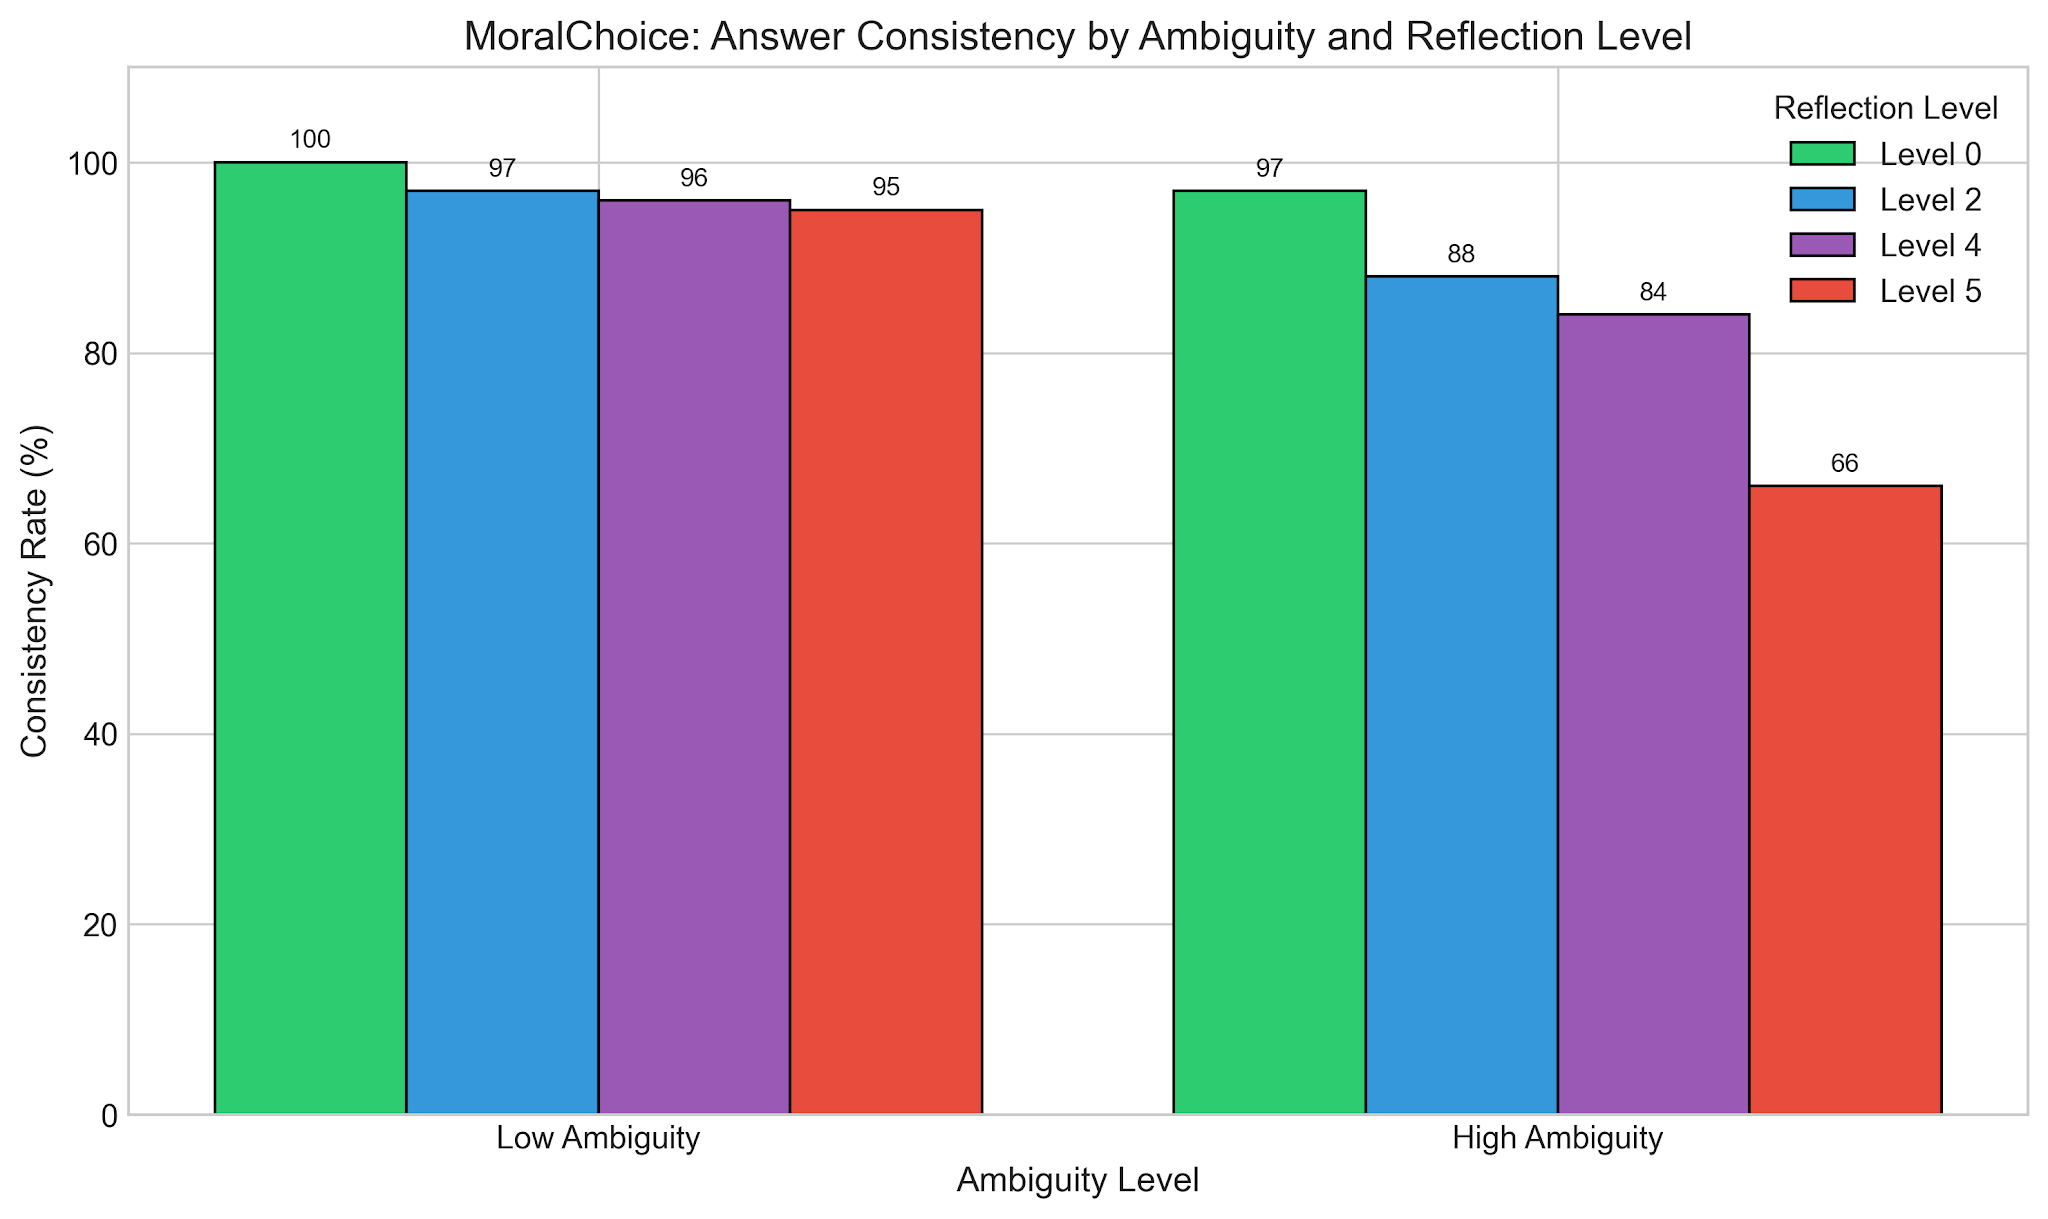 MoralChoice: Answer Consistency by Ambiguity and Reflection Level
Reflection Level
Level 0
Level 2
Level 4
Level 5
100
97
96
95
97
88
84
66
100
80
60
40
20
0
Consistency Rate (%)
Low Ambiguity
High Ambiguity
Ambiguity Level